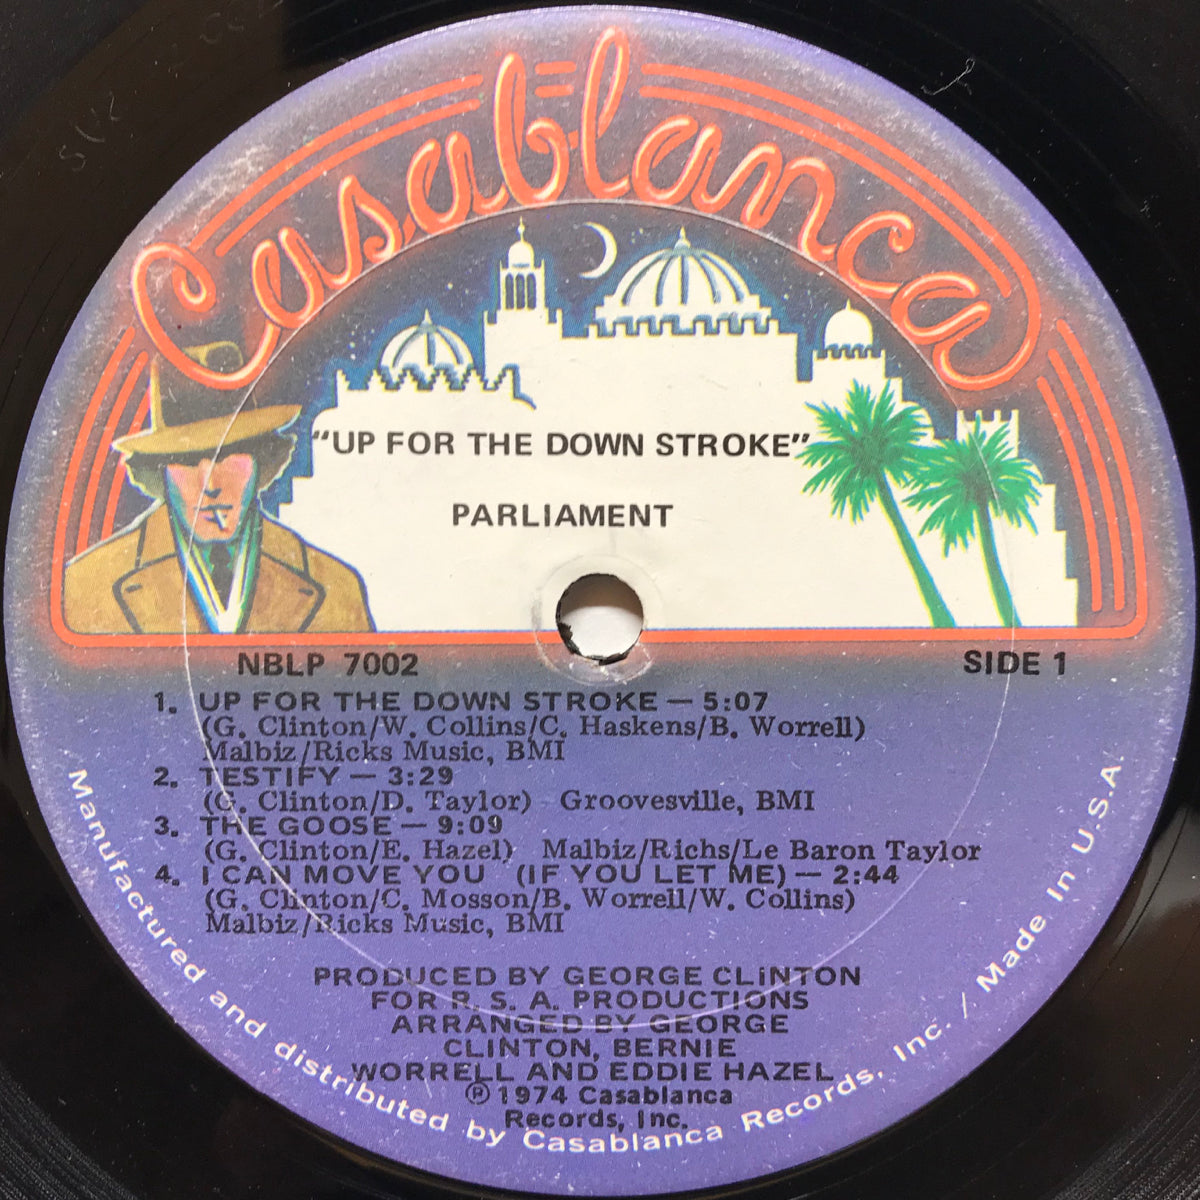 Casablanca
"UP FOR THE DOWN STROKE"
PARLIAMENT
NBLP 7002
SIDE 1
1. UP FOR THE DOWN STROKE — 5:07
(G. Clinton/W. Collins/C. Haskens/B. Worrell)
Malbiz/Ricks Music, BMI
2. TESTIFY — 3:29
(G. Clinton/D. Taylor) Groovesville, BMI
3. THE GOOSE — 9:09
(G. Clinton/E. Hazel) Malbiz/Richs/Le Baron Taylor
4. I CAN MOVE YOU (IF YOU LET ME) — 2:44
(G. Clinton/C. Mosson/B. Worrell/W. Collins)
Malbiz/Ricks Music, BMI
PRODUCED BY GEORGE CLINTON
FOR R. S. A. PRODUCTIONS
ARRANGED BY GEORGE
CLINTON, BERNIE
WORRELL AND EDDIE HAZEL
℗ 1974 Casablanca
Records, Inc.
Manufactured and distributed by Casablanca Records, Inc. / Made In U.S.A.